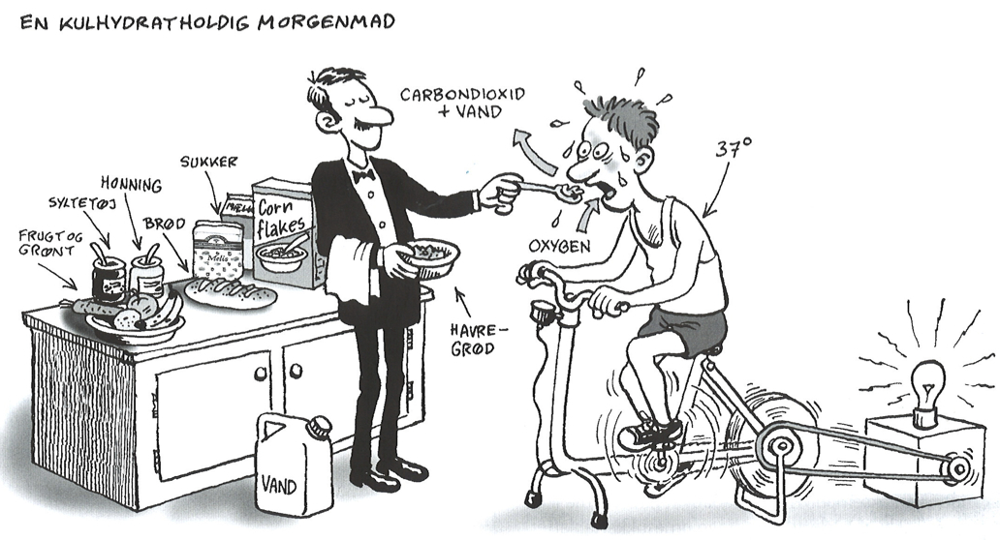 EN KULHYDRATHOLDIG MORGENMAD
CARBONDIOXID
+ VAND
37°
SUKKER
HONNING
SYLTETØJ
BRØD
FRUGT OG
GRØNT
Corn
flakes
Melis
OXYGEN
HAVRE-
GRØD
VAND